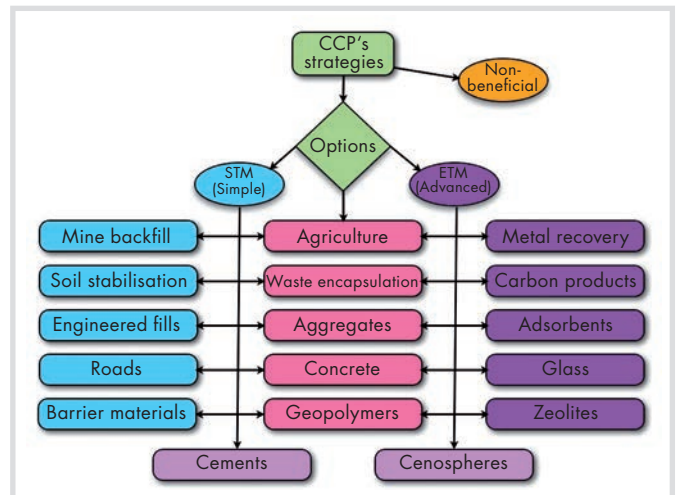 CCP's
strategies
Non-
beneficial
Options
STM
(Simple)
ETM
(Advanced)
Mine backfill
Agriculture
Metal recovery
Soil stabilisation
Waste encapsulation
Carbon products
Engineered fills
Aggregates
Adsorbents
Roads
Concrete
Glass
Barrier materials
Geopolymers
Zeolites
Cements
Cenospheres